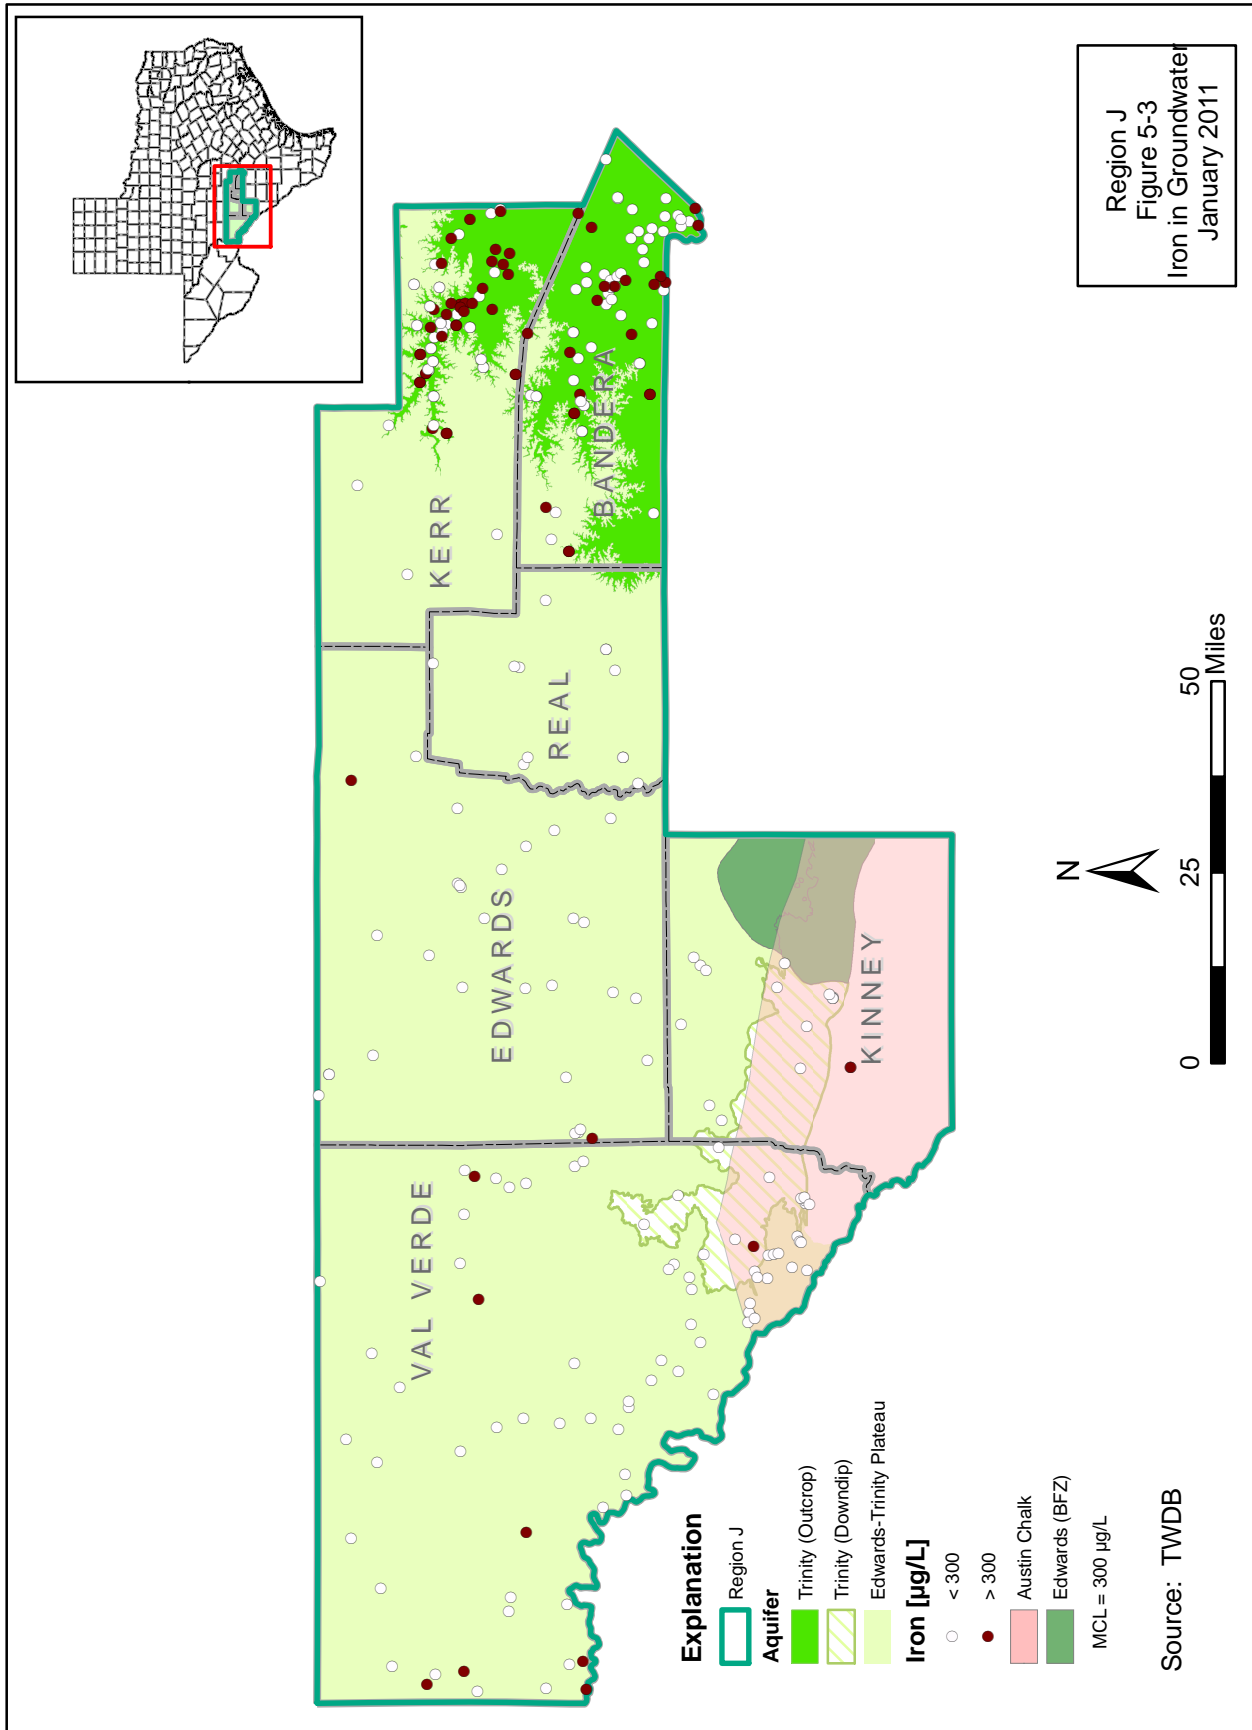 Region J
Figure 5-3
Iron in Groundwater
January 2011
KERR
BANDERA
REAL
EDWARDS
VAL VERDE
KINNEY
N
0 25 50
Miles
Explanation
Region J
Aquifer
Trinity (Outcrop)
Trinity (Downdip)
Edwards-Trinity Plateau
Iron [µg/L]
< 300
> 300
Austin Chalk
Edwards (BFZ)
MCL = 300 µg/L
Source: TWDB